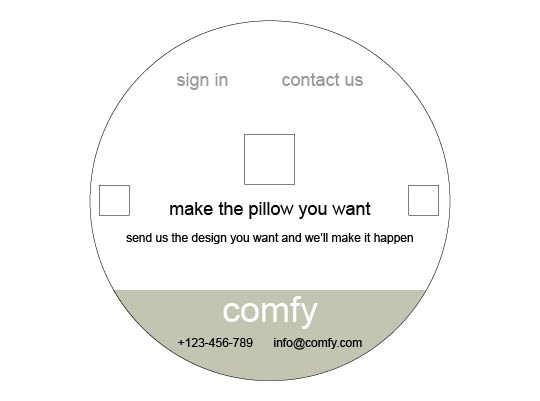 sign in contact us
make the pillow you want
send us the design you want and we'll make it happen
comfy
+123-456-789 info@comfy.com